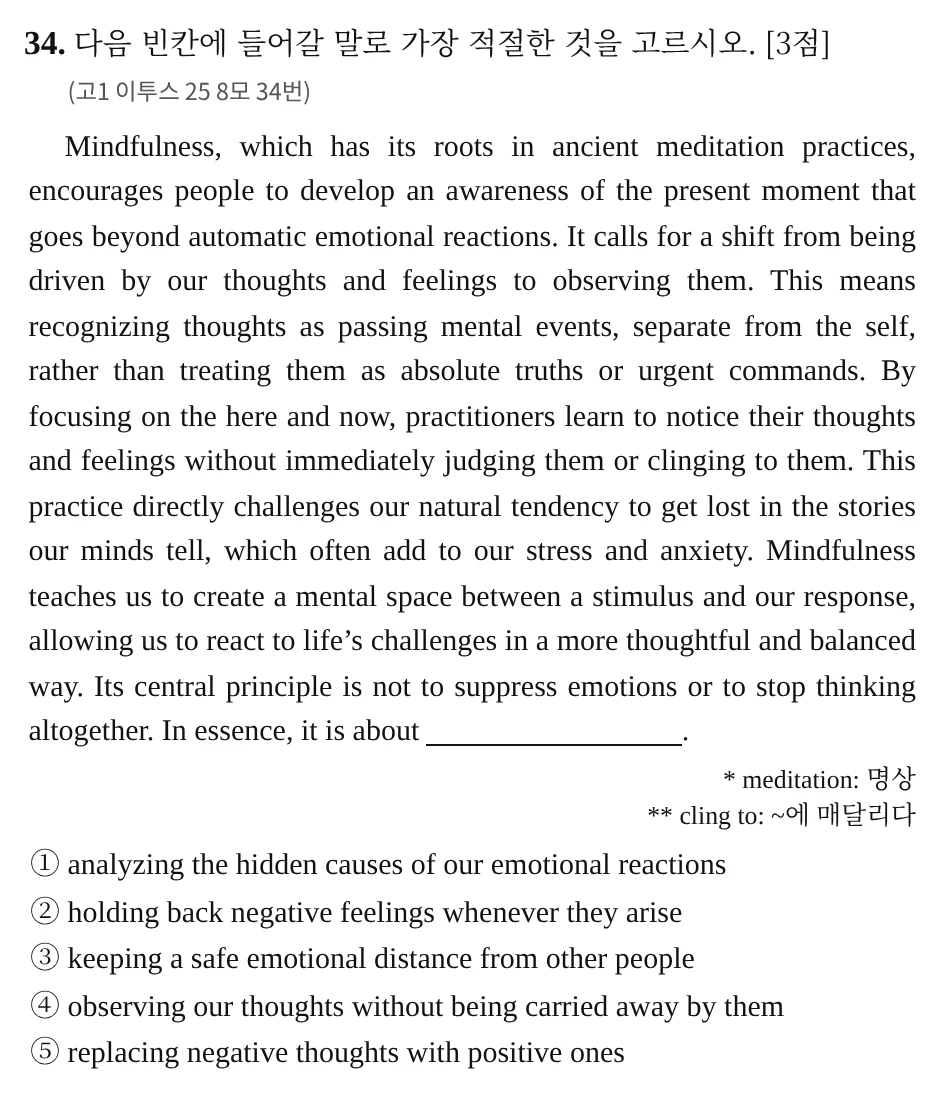 34. 다음 빈칸에 들어갈 말로 가장 적절한 것을 고르시오. [3점]
(고1 이투스 25 8모 34번)
Mindfulness, which has its roots in ancient meditation practices,
encourages people to develop an awareness of the present moment that
goes beyond automatic emotional reactions. It calls for a shift from being
driven by our thoughts and feelings to observing them. This means
recognizing thoughts as passing mental events, separate from the self,
rather than treating them as absolute truths or urgent commands. By
focusing on the here and now, practitioners learn to notice their thoughts
and feelings without immediately judging them or clinging to them. This
practice directly challenges our natural tendency to get lost in the stories
our minds tell, which often add to our stress and anxiety. Mindfulness
teaches us to create a mental space between a stimulus and our response,
allowing us to react to life’s challenges in a more thoughtful and balanced
way. Its central principle is not to suppress emotions or to stop thinking
altogether. In essence, it is about ________________.
* meditation: 명상
** cling to: ~에 매달리다
① analyzing the hidden causes of our emotional reactions
② holding back negative feelings whenever they arise
③ keeping a safe emotional distance from other people
④ observing our thoughts without being carried away by them
⑤ replacing negative thoughts with positive ones